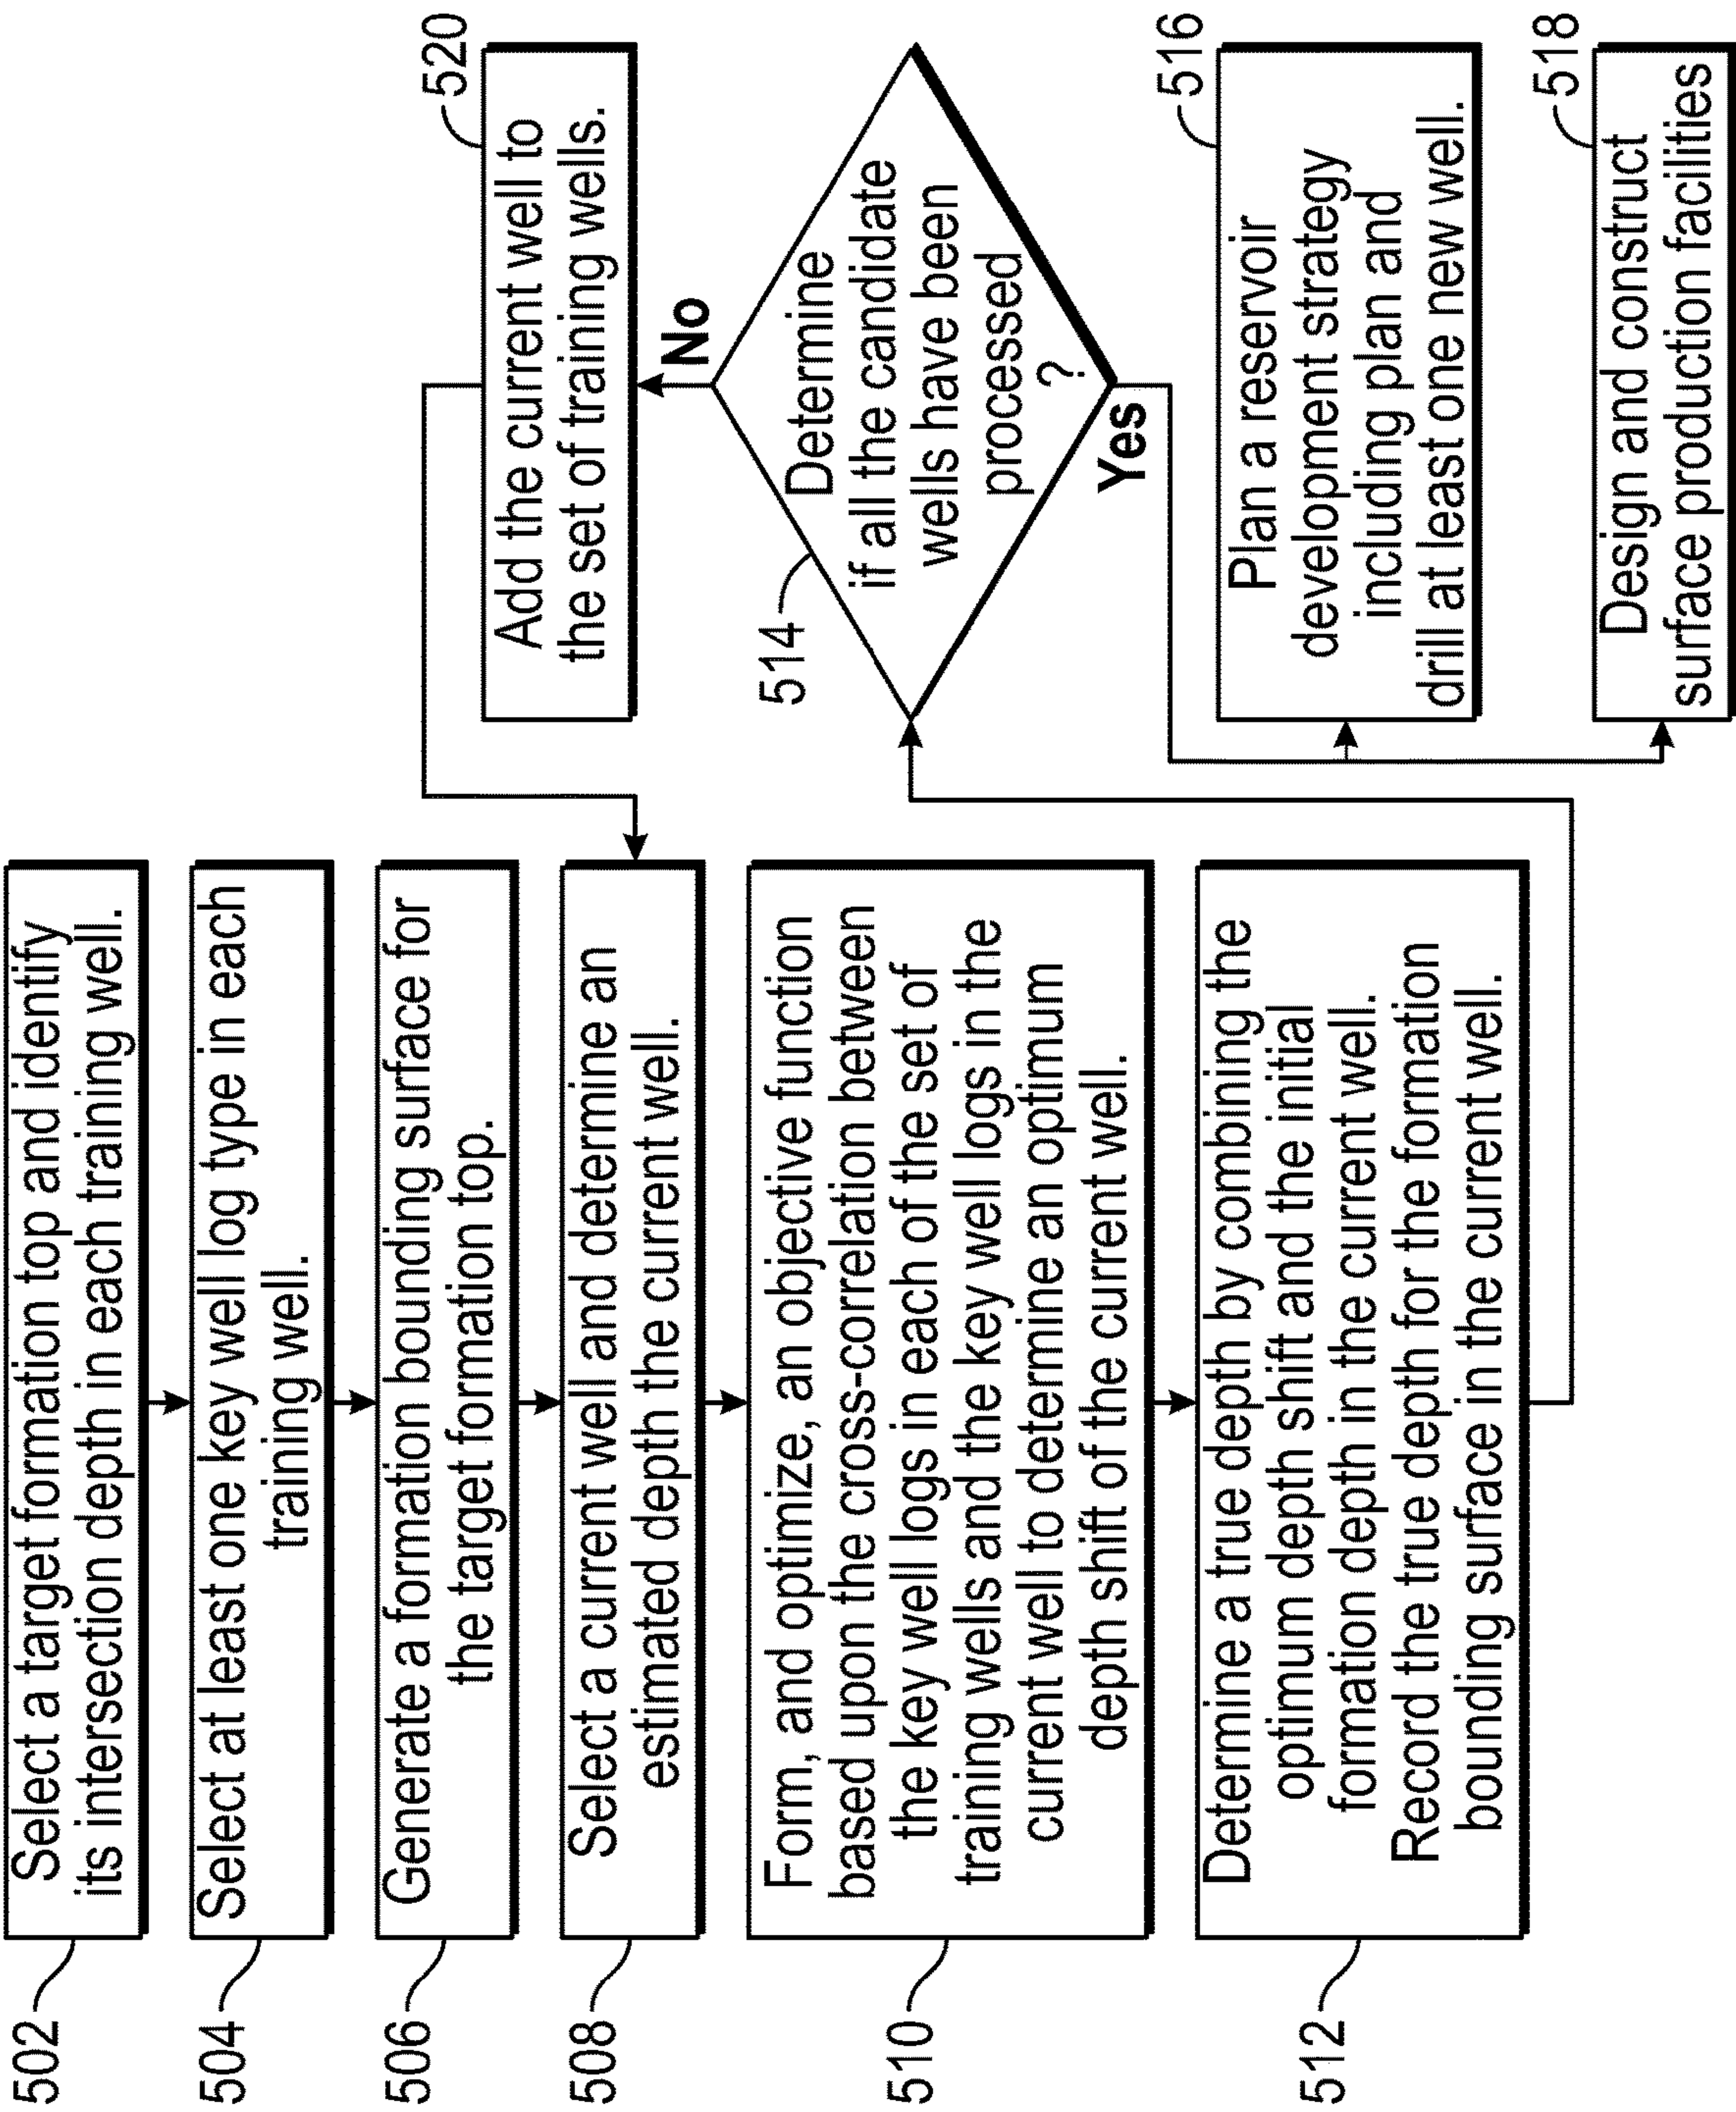 502
Select a target formation top and identify
its intersection depth in each training well.
504
Select at least one key well log type in each
training well.
506
Generate a formation bounding surface for
the target formation top.
508
Select a current well and determine an
estimated depth the current well.
510
Form, and optimize, an objective function
based upon the cross-correlation between
the key well logs in each of the set of
training wells and the key well logs in the
current well to determine an optimum
depth shift of the current well.
512
Determine a true depth by combining the
optimum depth shift and the initial
formation depth in the current well.
Record the true depth for the formation
bounding surface in the current well.
520
Add the current well to
the set of training wells.
No
514
Determine
if all the candidate
wells have been
processed
?
Yes
516
Plan a reservoir
development strategy
including plan and
drill at least one new well.
518
Design and construct
surface production facilities